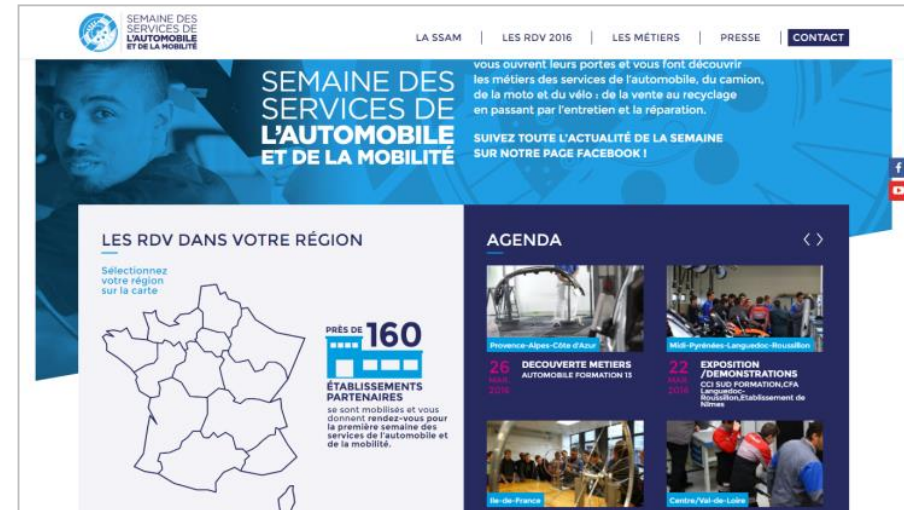 SEMAINE DES
SERVICES DE
L'AUTOMOBILE
ET DE LA MOBILITÉ
LA SSAM | LES RDV 2016 | LES MÉTIERS | PRESSE | CONTACT
SEMAINE DES
SERVICES DE
L'AUTOMOBILE
ET DE LA MOBILITÉ
vous ouvrent leurs portes et vous font découvrir
les métiers des services de l'automobile, du camion,
de la moto et du vélo : de la vente au recyclage
en passant par l'entretien et la réparation.
SUIVEZ TOUTE L'ACTUALITÉ DE LA SEMAINE
SUR NOTRE PAGE FACEBOOK !
LES RDV DANS VOTRE RÉGION
Sélectionnez
votre région
sur la carte
PRÈS DE 160
ÉTABLISSEMENTS
PARTENAIRES
se sont mobilisés et vous
donnent rendez-vous pour
la première semaine des
services de l'automobile et
de la mobilité.
AGENDA
Provence-Alpes-Côte d'Azur
26
MAR.
2016
DECOUVERTE METIERS
AUTOMOBILE FORMATION 13
Midi-Pyrénées-Languedoc-Roussillon
22
MAR.
2016
EXPOSITION
/DEMONSTRATIONS
CCI SUD FORMATION,CFA
Languedoc-
Roussillon,Etablissement de
Nîmes
Ile-de-France
Centre/Val-de-Loire